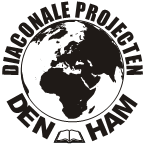 DIACONALE PROJECTEN
DEN HAM